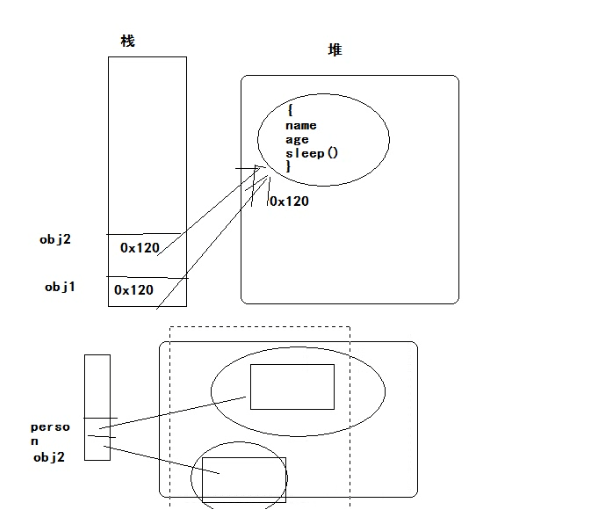 栈
堆
{
name
age
sleep()
}
0x120
obj2
0x120
obj1
0x120
perso
n
obj2